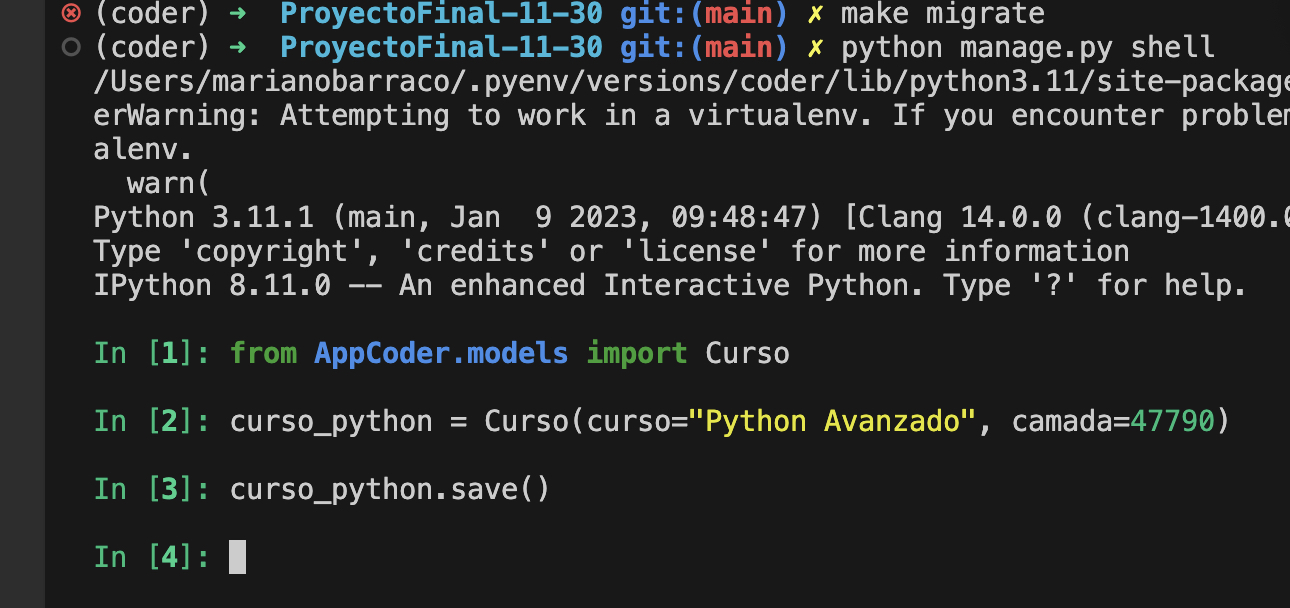 (coder) ➜  ProyectoFinal-11-30 git:(main) ✗ make migrate
(coder) ➜  ProyectoFinal-11-30 git:(main) ✗ python manage.py shell
/Users/marianobarraco/.pyenv/versions/coder/lib/python3.11/site-package
erWarning: Attempting to work in a virtualenv. If you encounter problem
alenv.
  warn(
Python 3.11.1 (main, Jan  9 2023, 09:48:47) [Clang 14.0.0 (clang-1400.0
Type 'copyright', 'credits' or 'license' for more information
IPython 8.11.0 -- An enhanced Interactive Python. Type '?' for help.
In [1]: from AppCoder.models import Curso
In [2]: curso_python = Curso(curso="Python Avanzado", camada=47790)
In [3]: curso_python.save()
In [4]: